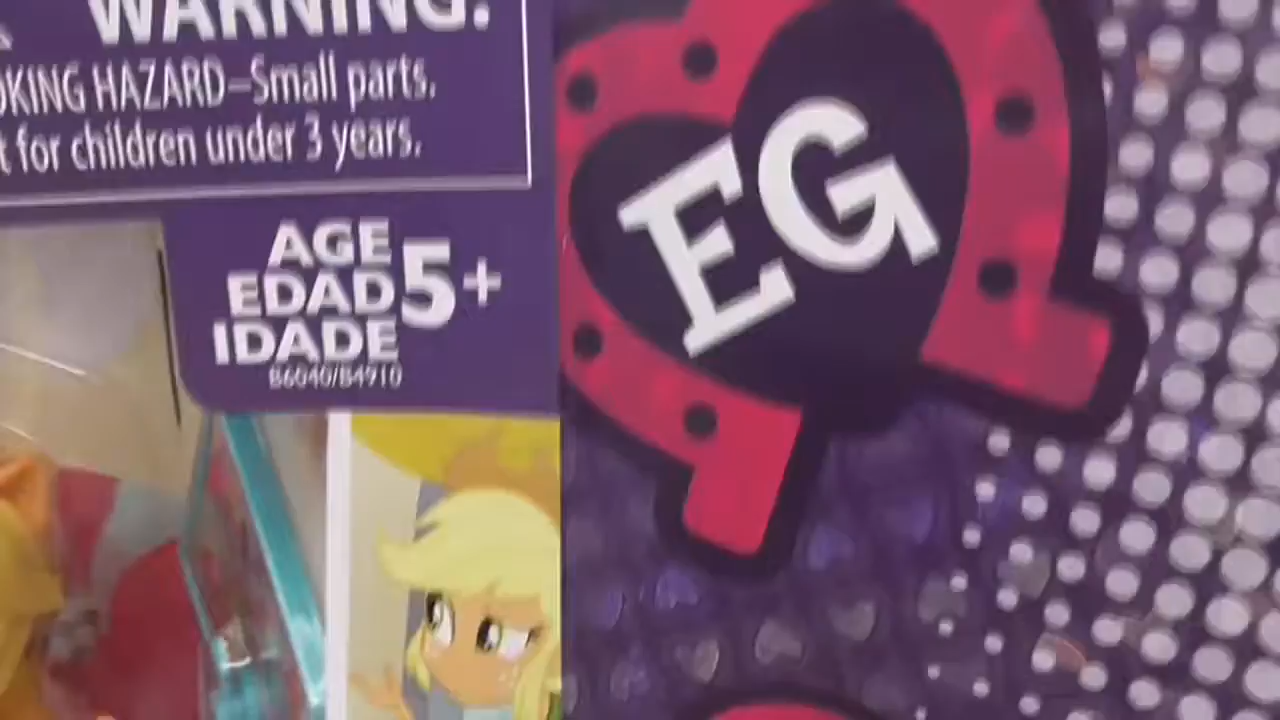 WARNING:
OKING HAZARD–Small parts.
t for children under 3 years.
AGE
EDAD 5+
IDADE
B6040/B4910
EG